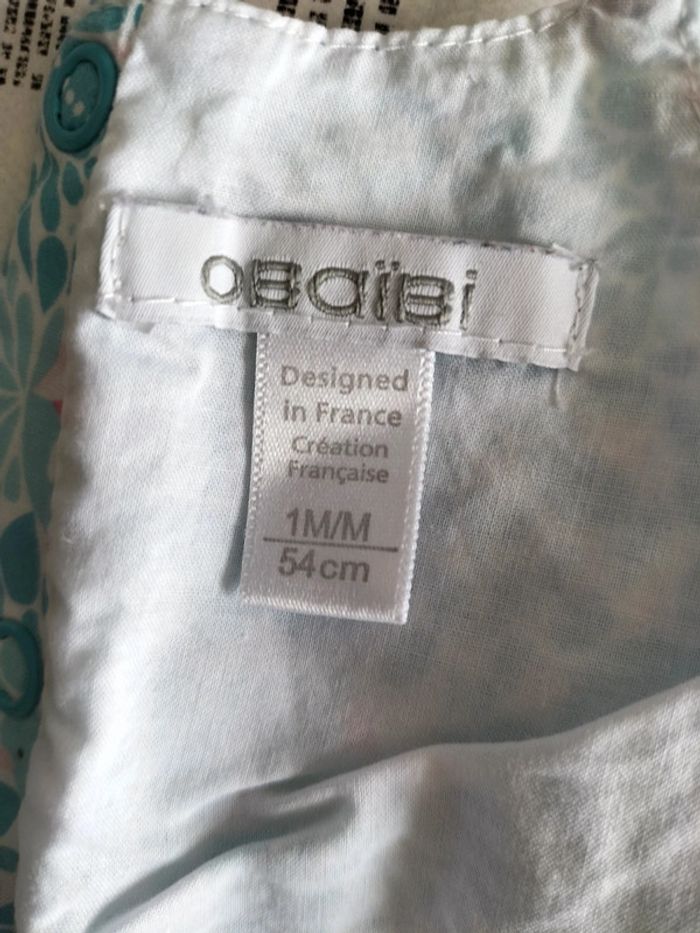 OBaïBi
Designed
in France
Création
Française
1M/M
54cm